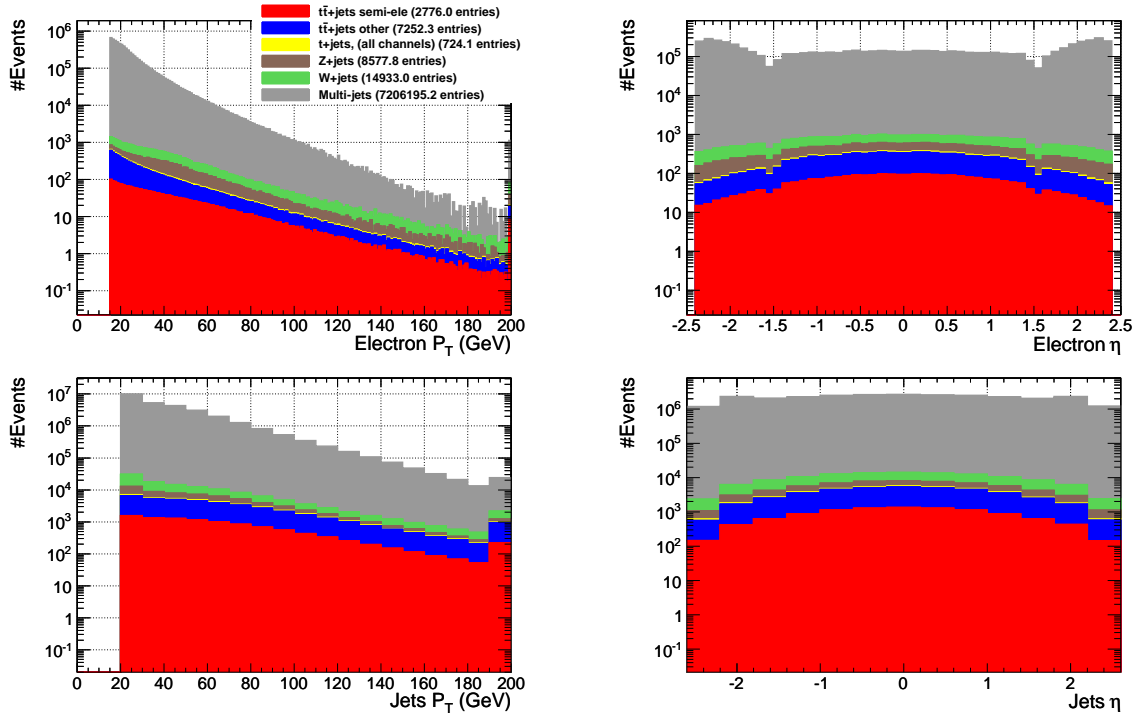 tt̄+jets semi-ele (2776.0 entries)
tt̄+jets other (7252.3 entries)
t+jets, (all channels) (724.1 entries)
Z+jets (8577.8 entries)
W+jets (14933.0 entries)
Multi-jets (7206195.2 entries)
#Events
10⁶
10⁵
10⁴
10³
10²
10
1
10⁻¹
0 20 40 60 80 100 120 140 160 180 200
Electron P_T (GeV)
#Events
10⁵
10⁴
10³
10²
10
1
10⁻¹
-2.5 -2 -1.5 -1 -0.5 0 0.5 1 1.5 2 2.5
Electron η
#Events
10⁷
10⁶
10⁵
10⁴
10³
10²
10
1
10⁻¹
0 20 40 60 80 100 120 140 160 180 200
Jets P_T (GeV)
#Events
10⁶
10⁵
10⁴
10³
10²
10
1
10⁻¹
-2 -1 0 1 2
Jets η